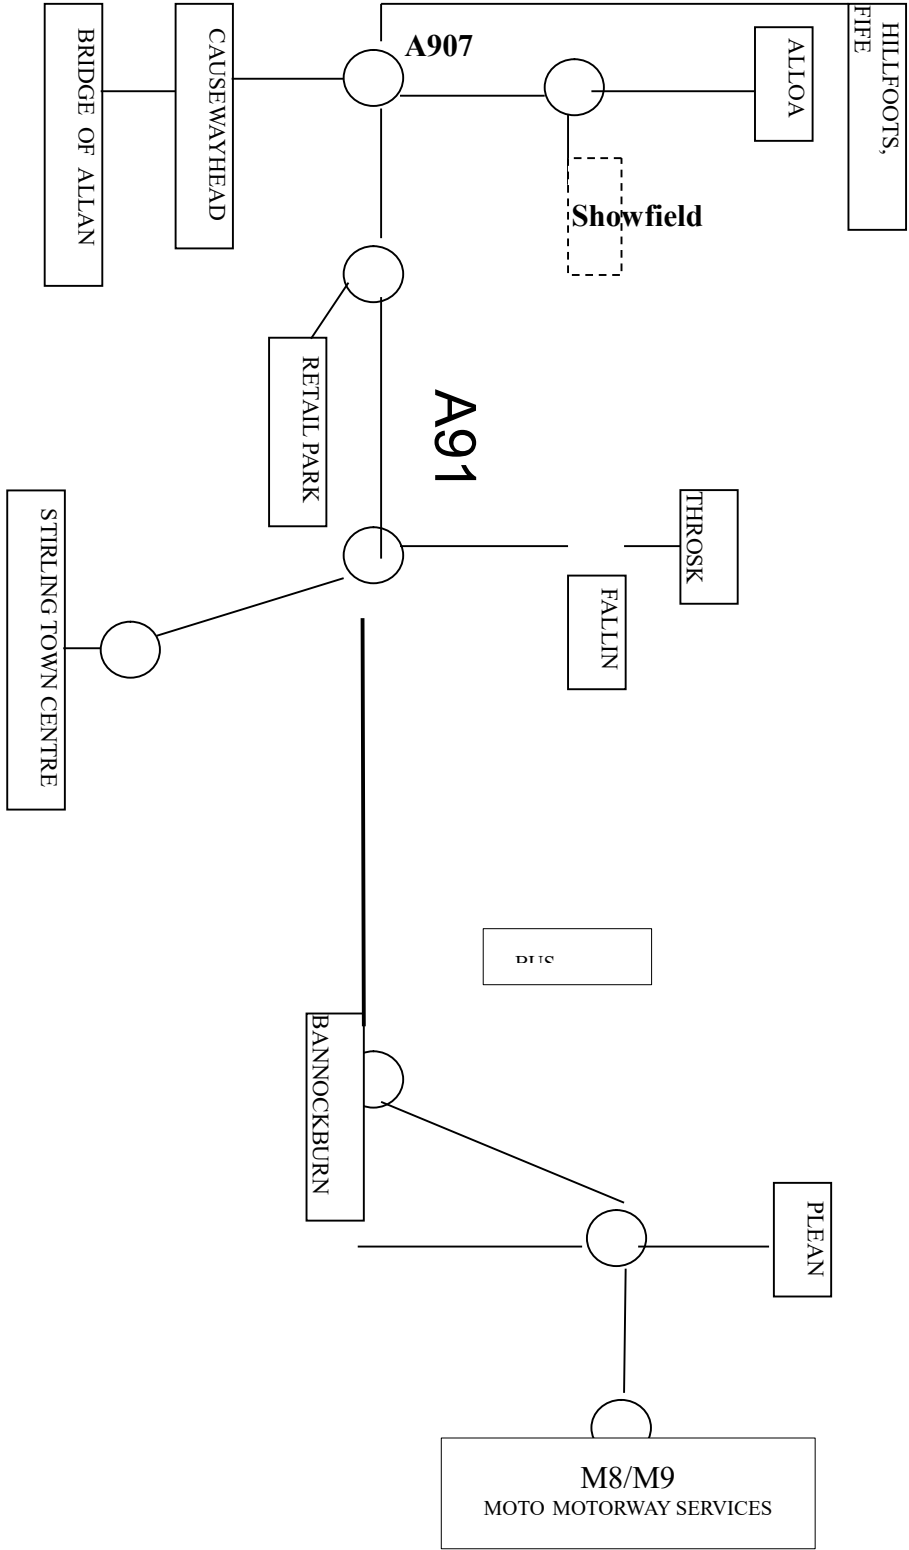 HILLFOOTS,
FIFE
A907
ALLOA
BRIDGE OF ALLAN
CAUSEWAYHEAD
Showfield
RETAIL PARK
A91
THROSK
FALLIN
STIRLING TOWN CENTRE
BANNOCKBURN
PLEAN
M8/M9
MOTO MOTORWAY SERVICES